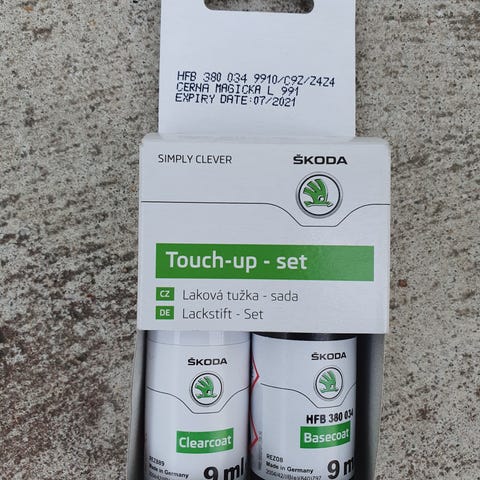 HFB 380 034 9910/C9Z/Z4Z4
CERNA MAGICKA L 991
EXPIRY DATE:07/2021
SIMPLY CLEVER
ŠKODA
Touch-up - set
CZ Laková tužka - sada
DE Lackstift - Set
ŠKODA
Clearcoat
Made in Germany
9 ml
ŠKODA
HFB 380 034
Basecoat
Made in Germany
9 m